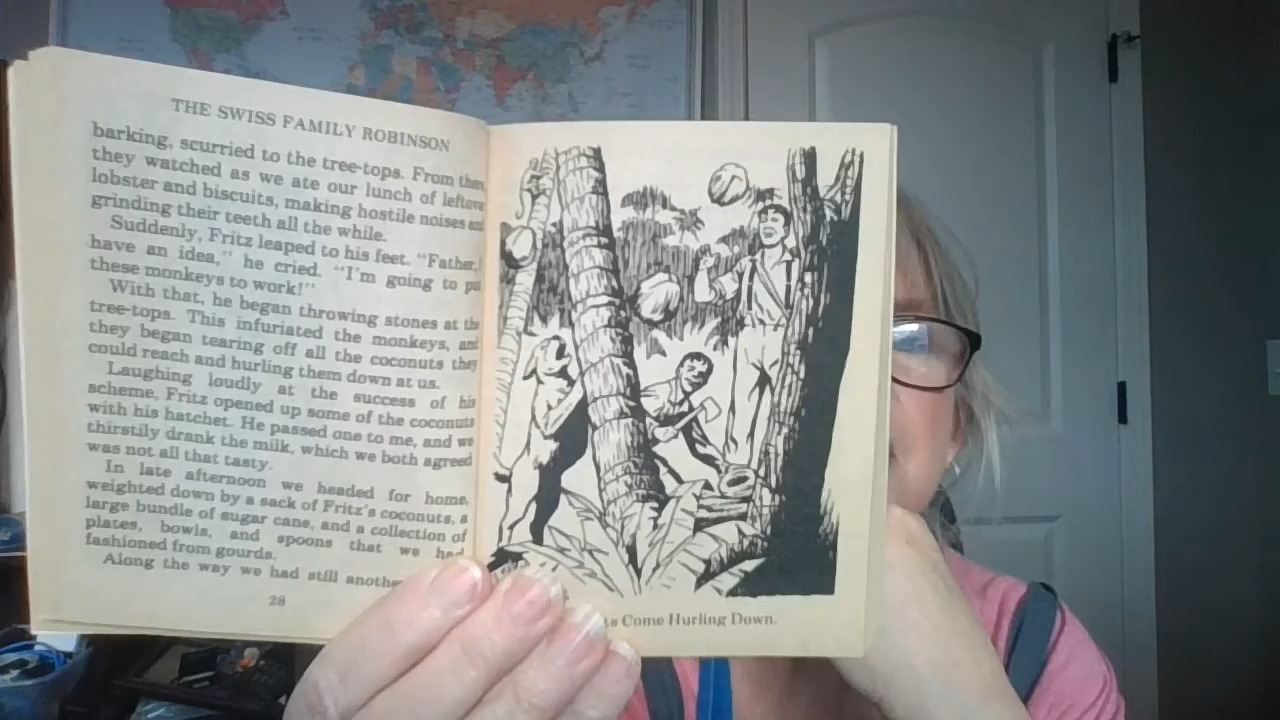 THE SWISS FAMILY ROBINSON
barking, scurried to the tree-tops. From
they watched as we ate our lunch of
lobster and biscuits, making hostile noises
grinding their teeth all the while.
Suddenly, Fritz leaped to his feet. "Father,
have an idea," he cried. "I'm going to
these monkeys to work!"
With that, he began throwing stones at
tree-tops. This infuriated the monkeys,
they began tearing off all the coconuts they
could reach and hurling them down at us.
Laughing loudly at the success of his
scheme, Fritz opened up some of the coconuts
with his hatchet. He passed one to me, and we
thirstily drank the milk, which we both agreed
was not all that tasty.
In late afternoon we headed for home,
weighted down by a sack of Fritz's coconuts, a
large bundle of sugar cane, and a collection of
plates, bowls, and spoons that we had
fashioned from gourds.
Along the way we had still
28
Come Hurling Down.